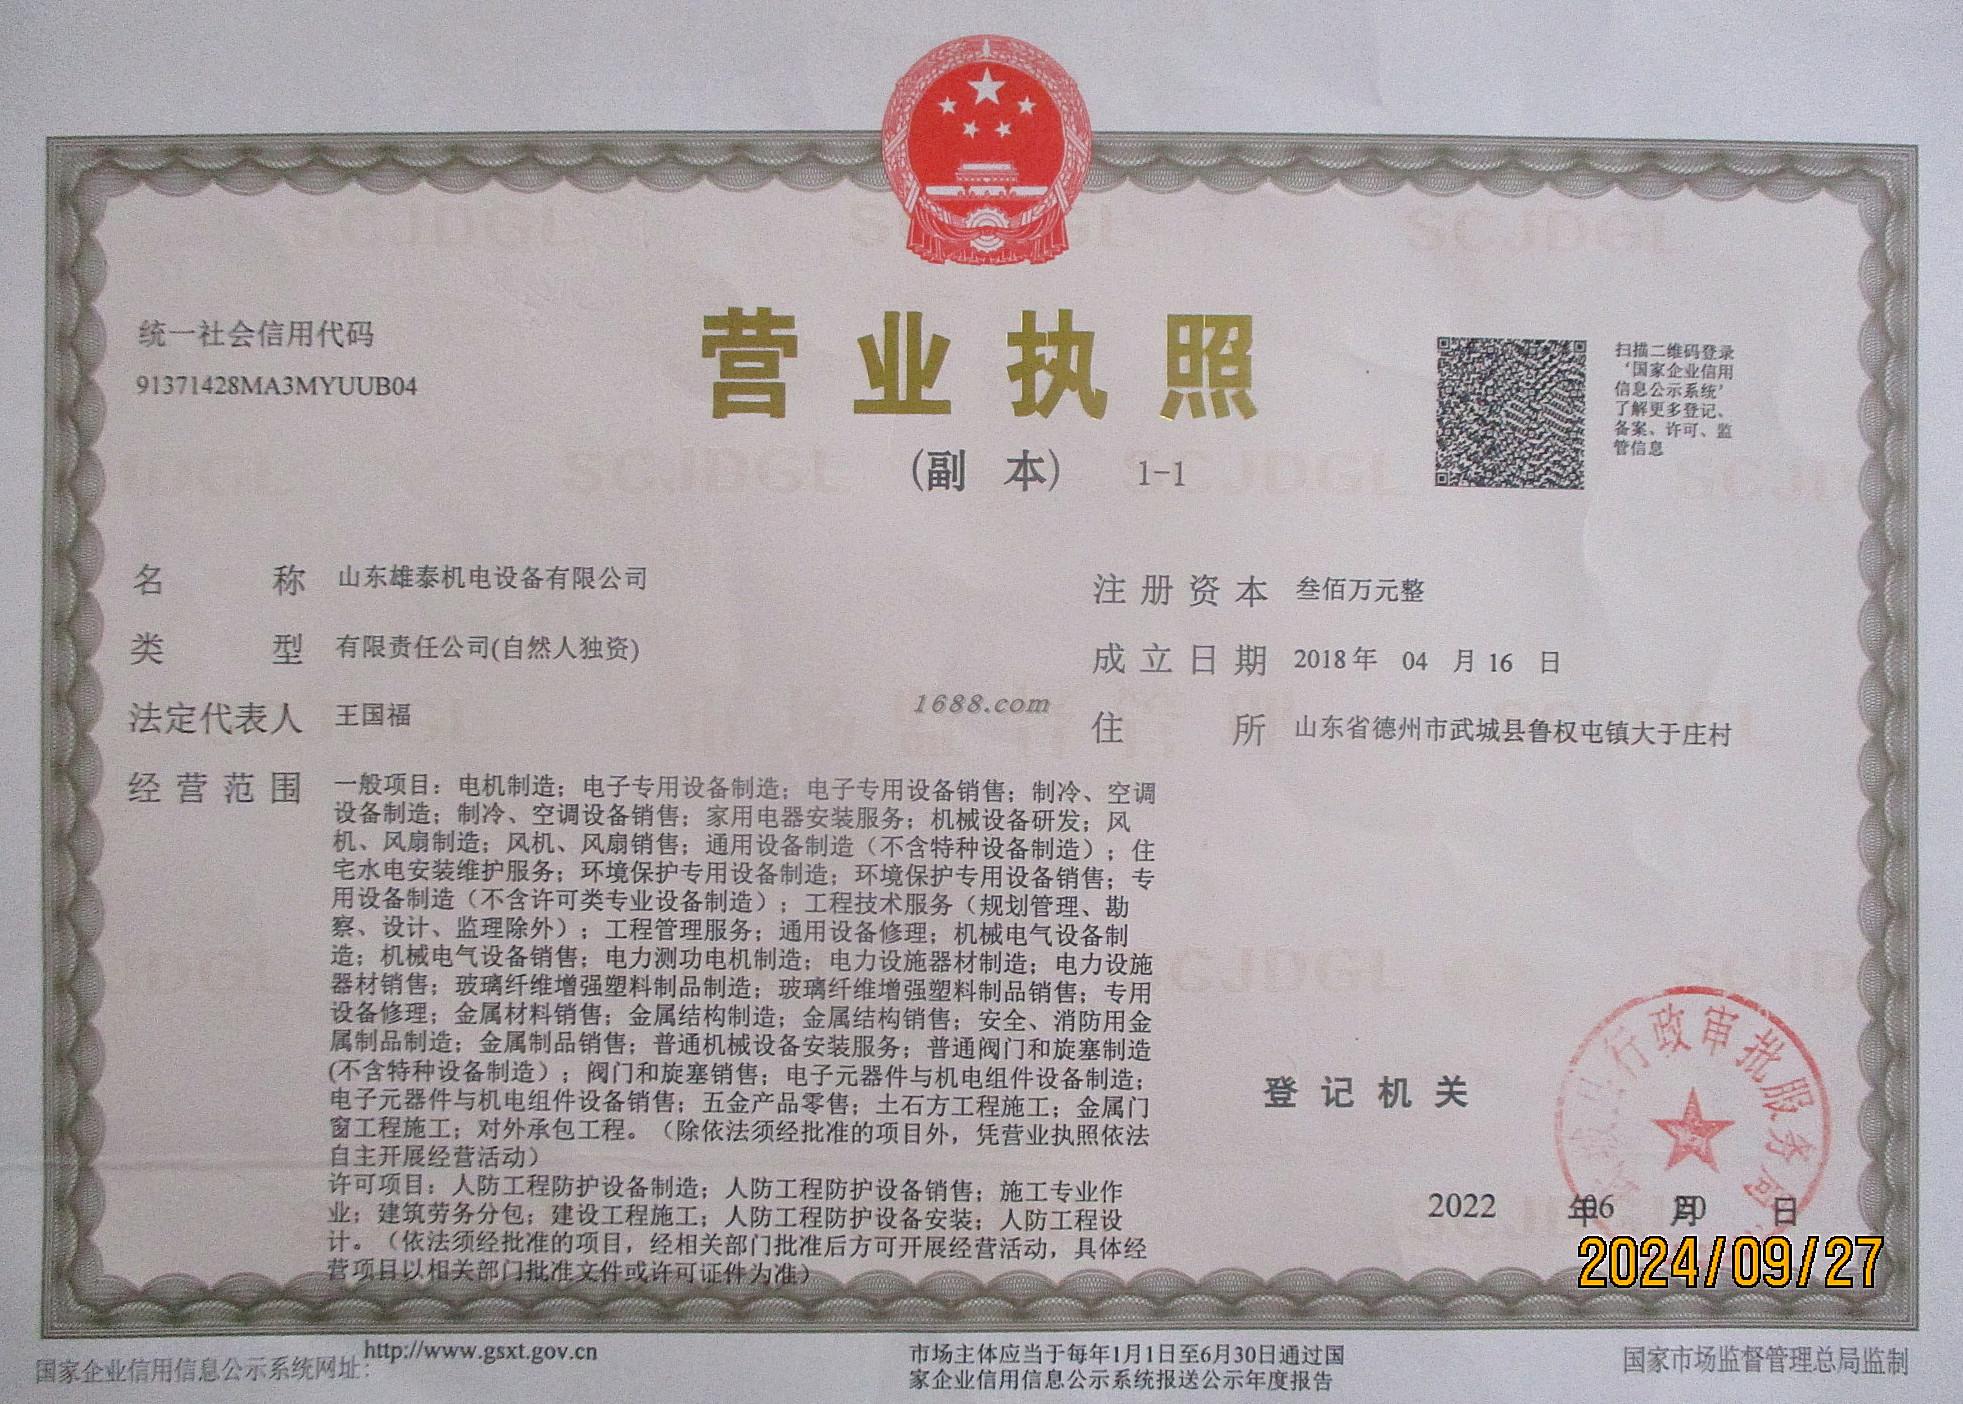 统一社会信用代码
91371428MA3MYUUB04
营业执照
(副 本) 1-1
扫描二维码登录
‘国家企业信用
信息公示系统’
了解更多登记、
备案、许可、监
管信息
名 称 山东雄泰机电设备有限公司
类 型 有限责任公司(自然人独资)
法定代表人 王国福
经营范围 一般项目：电机制造；电子专用设备制造；电子专用设备销售；制冷、空调
设备制造；制冷、空调设备销售；家用电器安装服务；机械设备研发；风
机、风扇制造；风机、风扇销售；通用设备制造（不含特种设备制造）；住
宅水电安装维护服务；环境保护专用设备制造；环境保护专用设备销售；专
用设备制造（不含许可类专业设备制造）；工程技术服务（规划管理、勘
察、设计、监理除外）；工程管理服务；通用设备修理；机械电气设备制
造；机械电气设备销售；电力测功电机制造；电力设施器材制造；电力设施
器材销售；玻璃纤维增强塑料制品制造；玻璃纤维增强塑料制品销售；专用
设备修理；金属材料销售；金属结构制造；金属结构销售；安全、消防用金
属制品制造；金属制品销售；普通机械设备安装服务；普通阀门和旋塞制造
(不含特种设备制造）；阀门和旋塞销售；电子元器件与机电组件设备制造；
电子元器件与机电组件设备销售；五金产品零售；土石方工程施工；金属门
窗工程施工；对外承包工程。（除依法须经批准的项目外，凭营业执照依法
自主开展经营活动）
许可项目：人防工程防护设备制造；人防工程防护设备销售；施工专业作
业；建筑劳务分包；建设工程施工；人防工程防护设备安装；人防工程设
计。（依法须经批准的项目，经相关部门批准后方可开展经营活动，具体经
营项目以相关部门批准文件或许可证件为准）
注册资本 叁佰万元整
成立日期 2018年 04 月 16 日
住 所 山东省德州市武城县鲁权屯镇大于庄村
1688.com
登记机关
城县行政审批服务局
2022 年06 月20 日
2024/09/27
国家企业信用信息公示系统网址：http://www.gsxt.gov.cn
市场主体应当于每年1月1日至6月30日通过国
家企业信用信息公示系统报送公示年度报告
国家市场监督管理总局监制